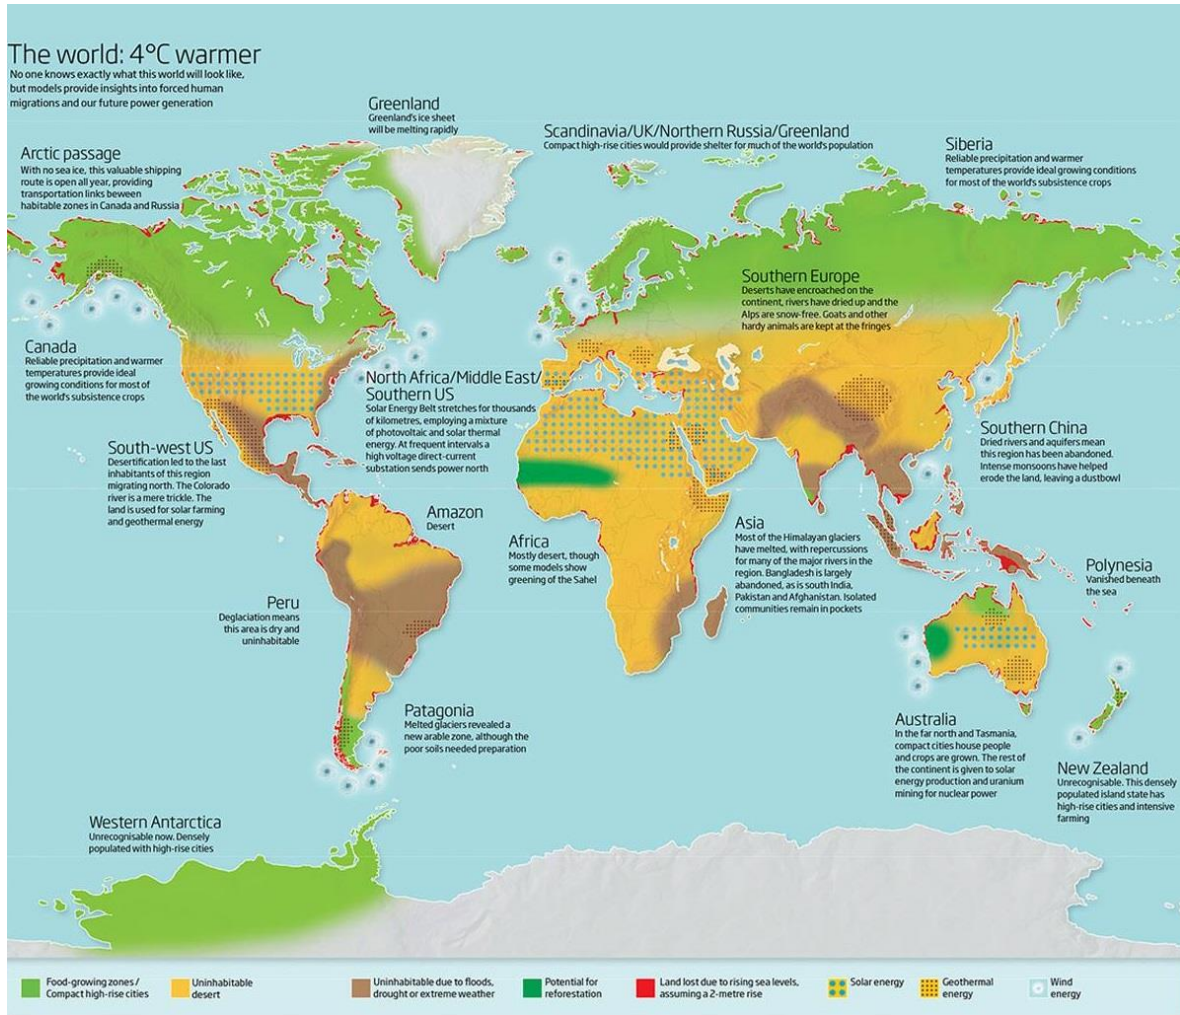 The world: 4°C warmer
No one knows exactly what this world will look like,
but models provide insights into forced human
migrations and our future power generation
Greenland
Greenland's ice sheet
will be melting rapidly
Scandinavia/UK/Northern Russia/Greenland
Compact high-rise cities would provide shelter for much of the world's population
Siberia
Reliable precipitation and warmer
temperatures provide ideal growing conditions
for most of the world's subsistence crops
Arctic passage
With no sea ice, this valuable shipping
route is open all year, providing
transportation links beween
habitable zones in Canada and Russia
Southern Europe
Deserts have encroached on the
continent, rivers have dried up and the
Alps are snow-free. Goats and other
hardy animals are kept at the fringes
Canada
Reliable precipitation and warmer
temperatures provide ideal
growing conditions for most of
the world's subsistence crops
North Africa/Middle East/
Southern US
Solar Energy Belt stretches for thousands
of kilometres, employing a mixture
of photovoltaic and solar thermal
energy. At frequent intervals a
high voltage direct-current
substation sends power north
South-west US
Desertification led to the last
inhabitants of this region
migrating north. The Colorado
river is a mere trickle. The
land is used for solar farming
and geothermal energy
Southern China
Dried rivers and aquifers mean
this region has been abandoned.
Intense monsoons have helped
erode the land, leaving a dustbowl
Amazon
Desert
Africa
Mostly desert, though
some models show
greening of the Sahel
Asia
Most of the Himalayan glaciers
have melted, with repercussions
for many of the major rivers in the
region. Bangladesh is largely
abandoned, as is south India,
Pakistan and Afghanistan. Isolated
communities remain in pockets
Polynesia
Vanished beneath
the sea
Peru
Deglaciation means
this area is dry and
uninhabitable
Patagonia
Melted glaciers revealed a
new arable zone, although the
poor soils needed preparation
Australia
In the far north and Tasmania,
compact cities house people
and crops are grown. The rest of
the continent is given to solar
energy production and uranium
mining for nuclear power
New Zealand
Unrecognisable. This densely
populated island state has
high-rise cities and intensive
farming
Western Antarctica
Unrecognisable now. Densely
populated with high-rise cities
Food-growing zones /
Compact high-rise cities
Uninhabitable
desert
Uninhabitable due to floods,
drought or extreme weather
Potential for
reforestation
Land lost due to rising sea levels,
assuming a 2-metre rise
Solar energy
Geothermal
energy
Wind
energy